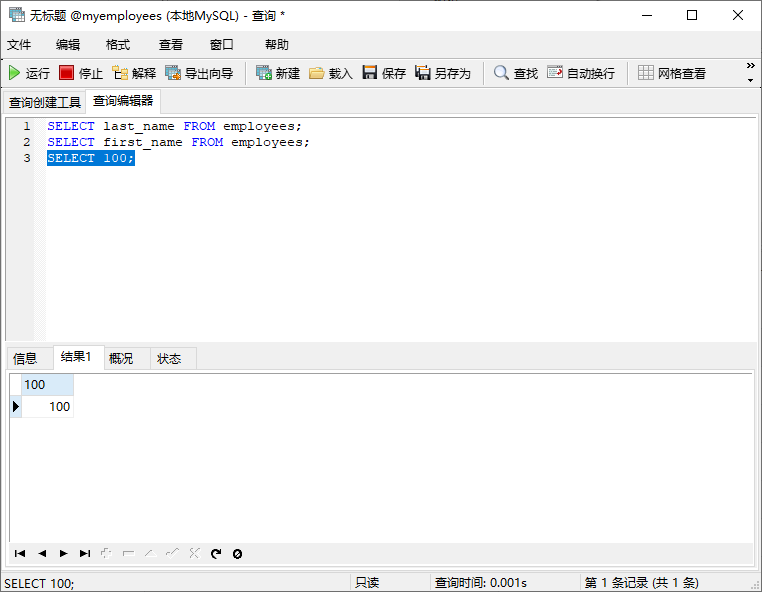 无标题 @myemployees (本地MySQL) - 查询 *
文件 编辑 格式 查看 窗口 帮助
运行 停止 解释 导出向导 新建 载入 保存 另存为 查找 自动换行 网格查看 »
查询创建工具 查询编辑器
1 SELECT last_name FROM employees;
2 SELECT first_name FROM employees;
3 SELECT 100;
信息 结果1 概况 状态
100
100
SELECT 100; 只读 查询时间: 0.001s 第 1 条记录 (共 1 条)